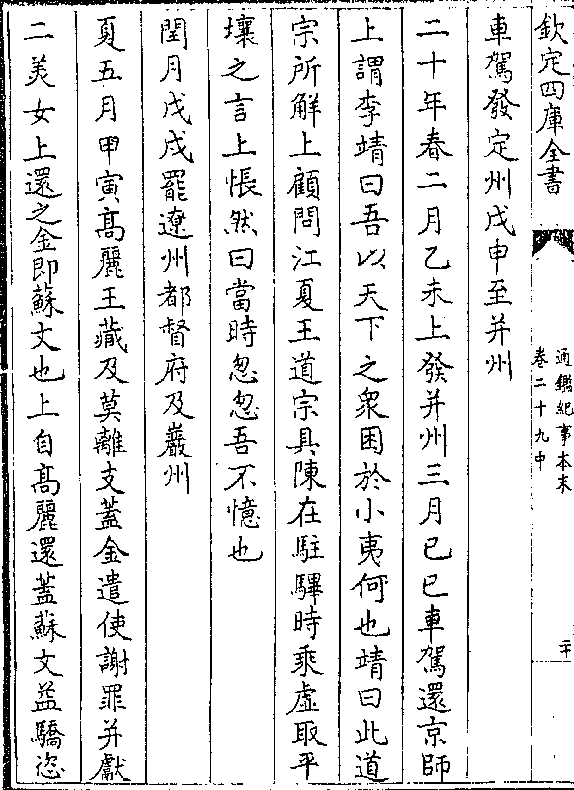 欽定四庫全書
通鑑紀事本末
卷二十九中
二十
車駕發定州戊申至并州
二十年春二月乙未上發并州三月己巳車駕還京師
上謂李靖曰吾以天下之衆困於小夷何也靖曰此道
宗所解上顧問江夏王道宗具陳在駐驆時乘虚取平
壤之言上悵然曰當時怱怱吾不憶也
閏月戊戌罷遼州都督府及巖州
夏五月甲寅髙麗王藏及莫離支葢金遣使謝罪并獻
二美女上還之金即蘇文也上自髙麗還葢蘇文益驕恣